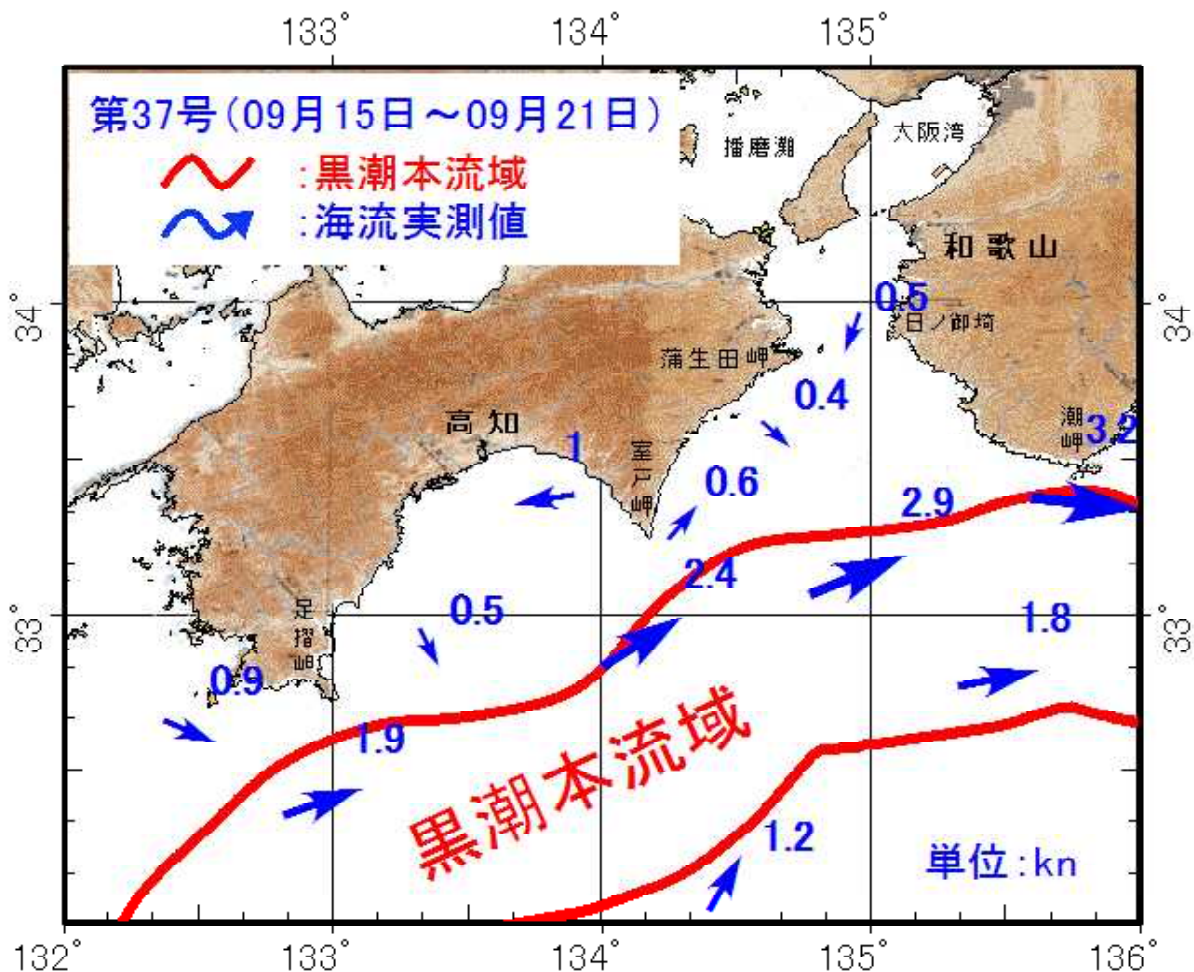 133° 134° 135°
第37号(09月15日～09月21日)
:黒潮本流域
:海流実測値
播磨灘
大阪湾
和歌山
34°
34°
0.5
日ノ御埼
蒲生田岬
0.4
高知
潮岬
3.2
1
室戸岬
0.6
2.9
2.4
33°
33°
足摺岬
0.5
1.8
0.9
1.9
黒潮本流域
1.2
単位:kn
132° 133° 134° 135° 136°